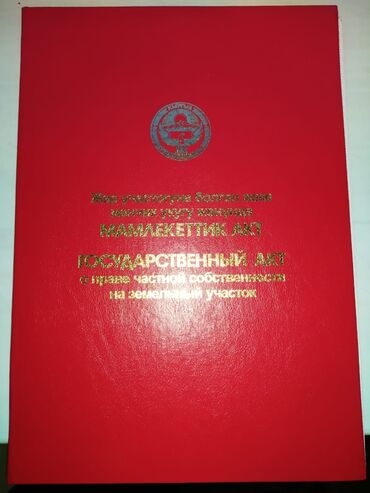 Жер участогуна болгон жеке
менчик укугу жөнүндө
МАМЛЕКЕТТИК АКТ
ГОСУДАРСТВЕННЫЙ АКТ
о праве частной собственности
на земельный участок